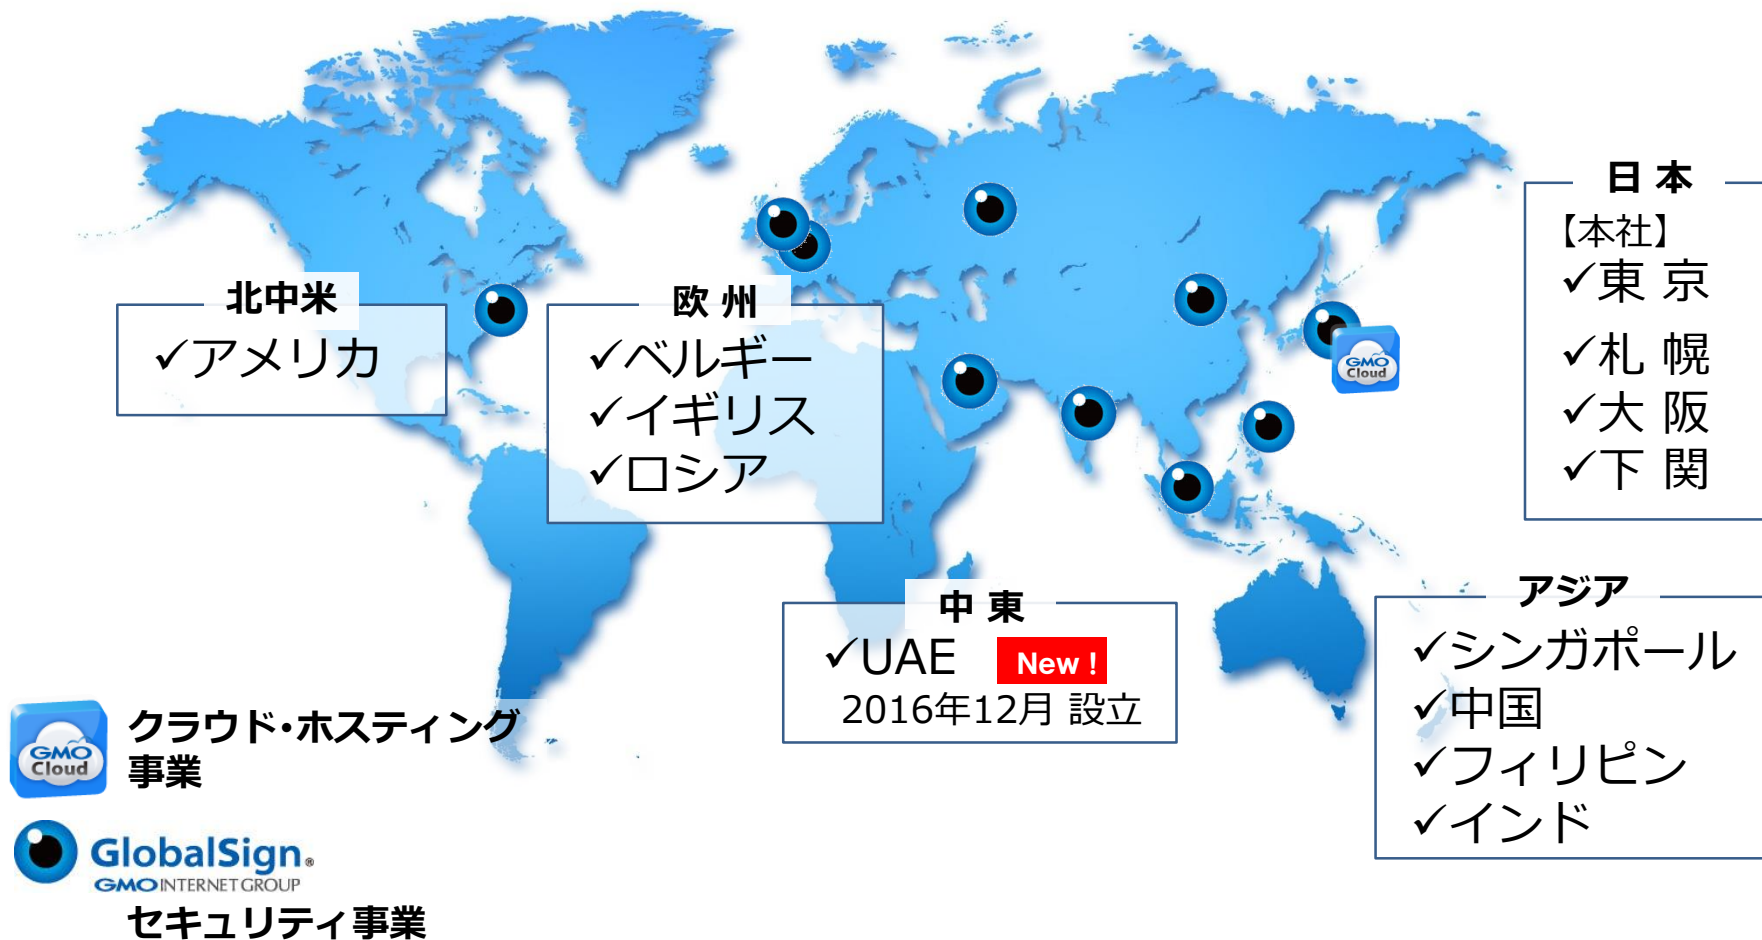 北中米
✓アメリカ
欧 州
✓ベルギー
✓イギリス
✓ロシア
日 本
【本社】
✓東 京
✓札 幌
✓大 阪
✓下 関
中 東
✓UAE New !
2016年12月 設立
アジア
✓シンガポール
✓中国
✓フィリピン
✓インド
GMO
Cloud
GMO
Cloud
クラウド・ホスティング
事業
GlobalSign®
GMO INTERNET GROUP
セキュリティ事業